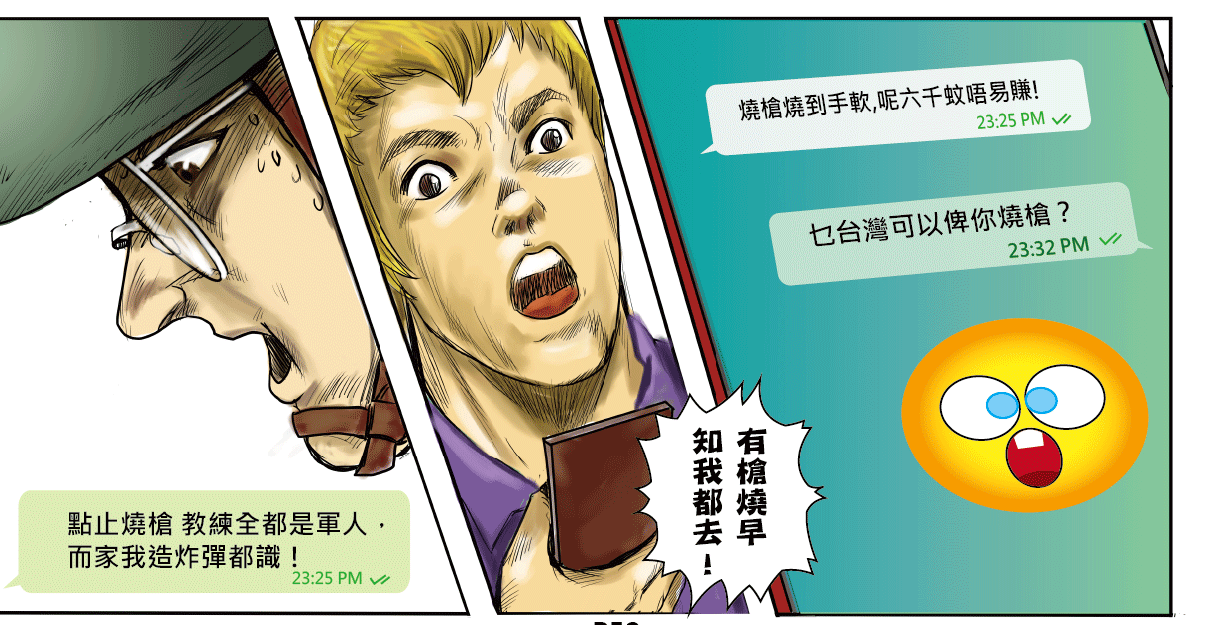 點止燒槍 教練全都是軍人，
而家我造炸彈都識！
23:25 PM
有槍燒早
知我都去！
燒槍燒到手軟,呢六千蚊唔易賺!
23:25 PM
乜台灣可以俾你燒槍？
23:32 PM